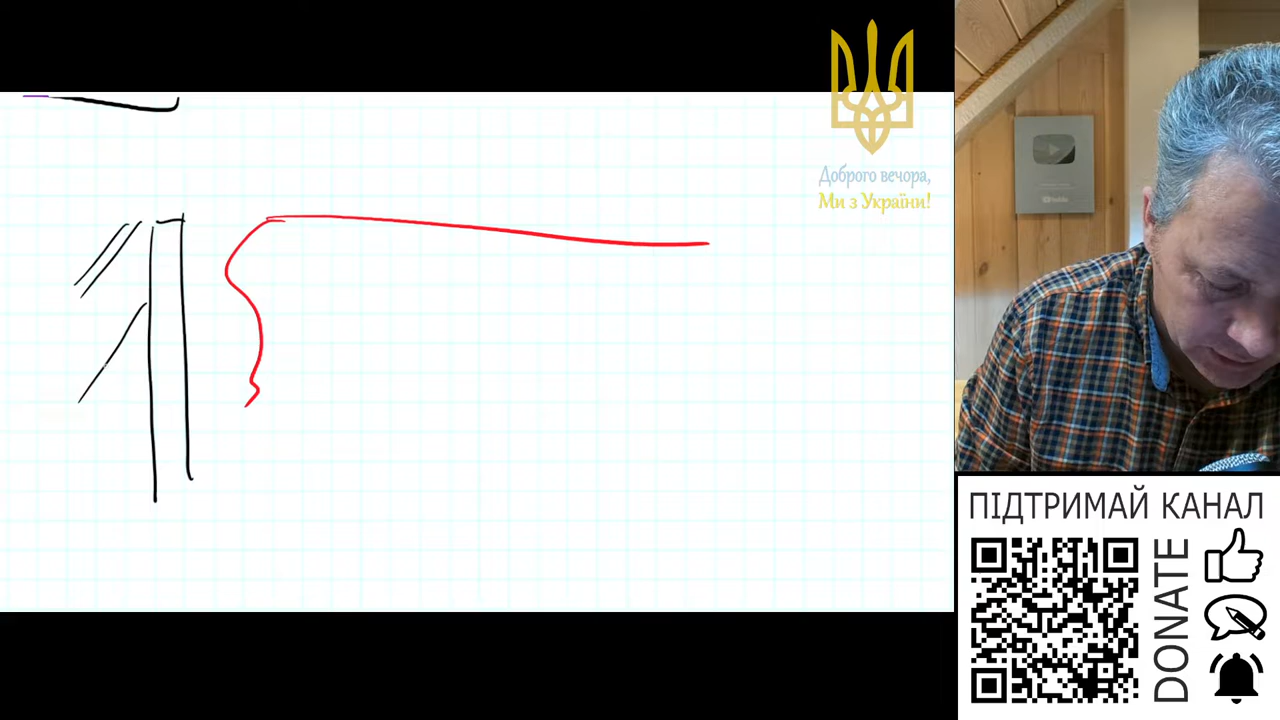 Доброго вечора,
Ми з України!
ПІДТРИМАЙ КАНАЛ
DONATE